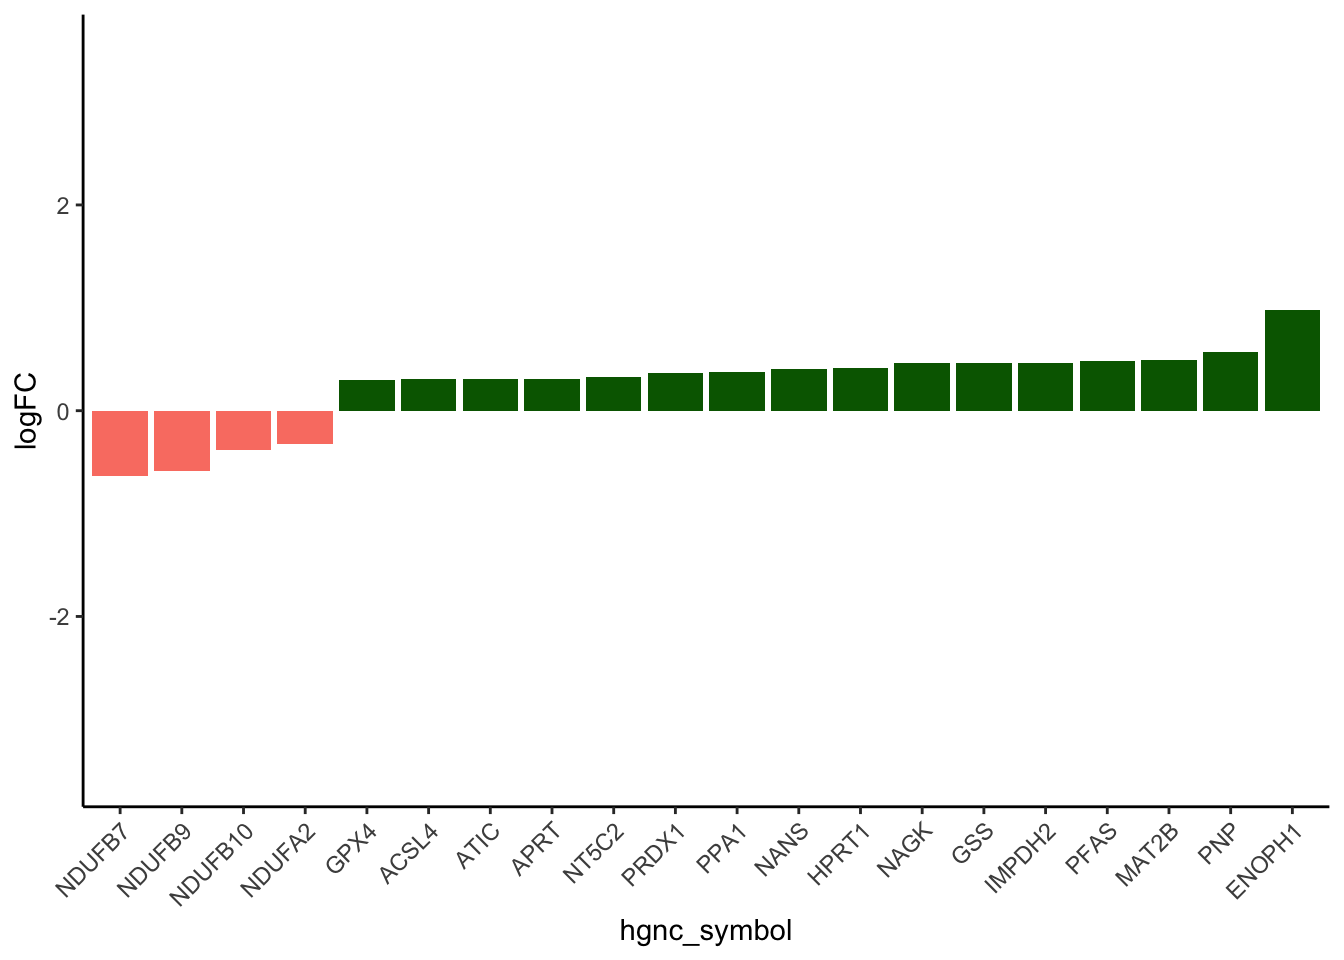 2
0
-2
logFC
NDUFB7
NDUFB9
NDUFB10
NDUFA2
GPX4
ACSL4
ATIC
APRT
NT5C2
PRDX1
PPA1
NANS
HPRT1
NAGK
GSS
IMPDH2
PFAS
MAT2B
PNP
ENOPH1
hgnc_symbol